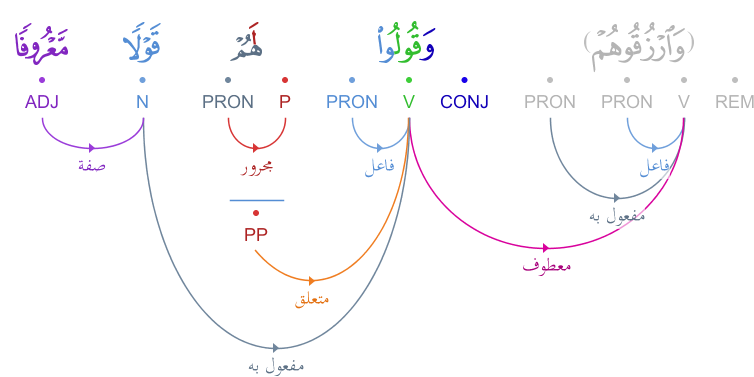 (وَٱرْزُقُوهُمْ) وَقُولُوا۟ لَهُمْ قَوْلًا مَّعْرُوفًا
REM V PRON PRON CONJ V PRON P PRON N ADJ
فاعل فاعل مجرور صفة
مفعول به
PP
معطوف
متعلق
مفعول به